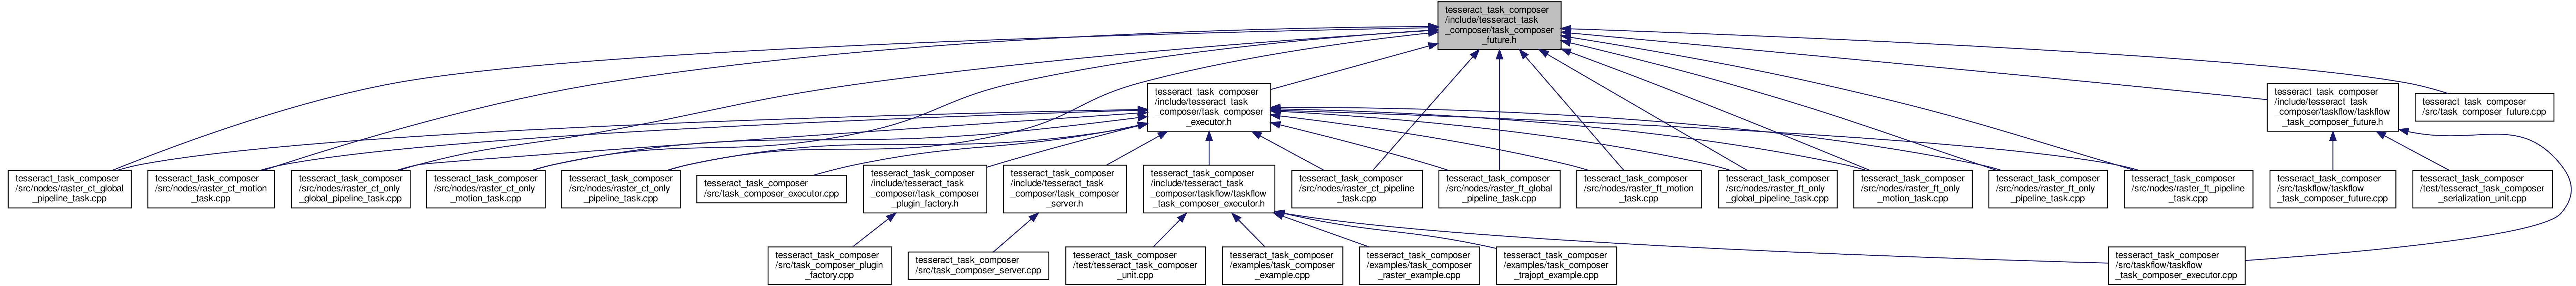 tesseract_task_composer
/include/tesseract_task
_composer/task_composer
_future.h
tesseract_task_composer
/include/tesseract_task
_composer/task_composer
_executor.h
tesseract_task_composer
/include/tesseract_task
_composer/taskflow/taskflow
_task_composer_future.h
tesseract_task_composer
/src/task_composer_future.cpp
tesseract_task_composer
/src/nodes/raster_ct_global
_pipeline_task.cpp
tesseract_task_composer
/src/nodes/raster_ct_motion
_task.cpp
tesseract_task_composer
/src/nodes/raster_ct_only
_global_pipeline_task.cpp
tesseract_task_composer
/src/nodes/raster_ct_only
_motion_task.cpp
tesseract_task_composer
/src/nodes/raster_ct_only
_pipeline_task.cpp
tesseract_task_composer
/src/task_composer_executor.cpp
tesseract_task_composer
/include/tesseract_task
_composer/task_composer
_plugin_factory.h
tesseract_task_composer
/include/tesseract_task
_composer/task_composer
_server.h
tesseract_task_composer
/include/tesseract_task
_composer/taskflow/taskflow
_task_composer_executor.h
tesseract_task_composer
/src/nodes/raster_ct_pipeline
_task.cpp
tesseract_task_composer
/src/nodes/raster_ft_global
_pipeline_task.cpp
tesseract_task_composer
/src/nodes/raster_ft_motion
_task.cpp
tesseract_task_composer
/src/nodes/raster_ft_only
_global_pipeline_task.cpp
tesseract_task_composer
/src/nodes/raster_ft_only
_motion_task.cpp
tesseract_task_composer
/src/nodes/raster_ft_only
_pipeline_task.cpp
tesseract_task_composer
/src/nodes/raster_ft_pipeline
_task.cpp
tesseract_task_composer
/src/taskflow/taskflow
_task_composer_future.cpp
tesseract_task_composer
/test/tesseract_task_composer
_serialization_unit.cpp
tesseract_task_composer
/src/task_composer_plugin
_factory.cpp
tesseract_task_composer
/src/task_composer_server.cpp
tesseract_task_composer
/test/tesseract_task_composer
_unit.cpp
tesseract_task_composer
/examples/task_composer
_example.cpp
tesseract_task_composer
/examples/task_composer
_raster_example.cpp
tesseract_task_composer
/examples/task_composer
_trajopt_example.cpp
tesseract_task_composer
/src/taskflow/taskflow
_task_composer_executor.cpp